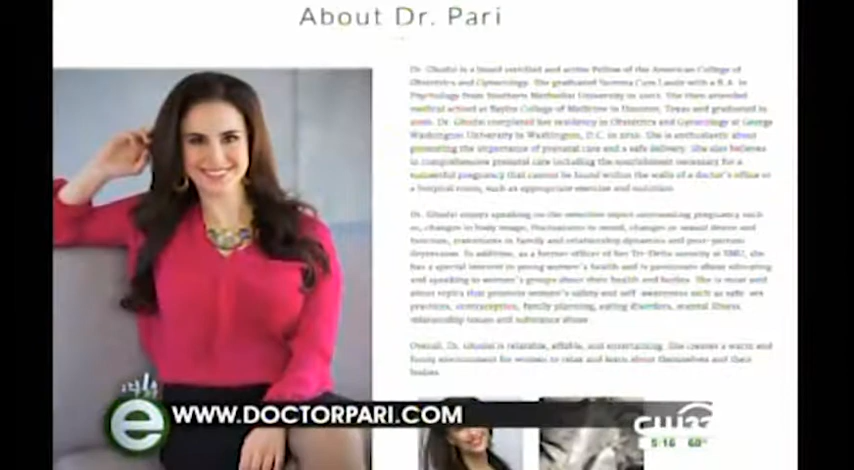 About Dr. Pari
Dr. Ghodsi is a board certified and active Fellow of the American College of
Obstetrics and Gynecology. She graduated Summa Cum Laude with a B.A. in
Psychology from Southern Methodist University in 2002. She then attended
medical school at Baylor College of Medicine in Houston, Texas and graduated in
Dr. Ghodsi completed her residency in Obstetrics and Gynecology at George
Washington University in Washington, D.C. in 2010. She is enthusiastic about
promoting the importance of prenatal care and a safe delivery. She also believes
in comprehensive prenatal care including the nourishment necessary for a
successful pregnancy that cannot be found within the walls of a doctor's office or
a hospital room, such as appropriate exercise and nutrition.
Dr. Ghodsi enjoys speaking on the sensitive topics surrounding pregnancy such
as, changes in body image, fluctuations in mood, changes in sexual desire and
function, transitions in family and relationship dynamics and post-partum
depression. In addition, as a former officer of her Tri-Delta sorority at SMU, she
has a special interest in young women's health and is passionate about educating
and speaking to women's groups about their health and bodies. She is most
about topics that promote women's safety and self-awareness such as safe sex
practices, contraception, family planning, eating disorders, mental illness,
relationship issues and substance abuse.
Overall, Dr. Ghodsi is relatable, affable, and entertaining. She creates a warm and
funny environment for women to relax and learn about themselves and their
bodies.
e
WWW.DOCTORPARI.COM
CW33
5:16 60°